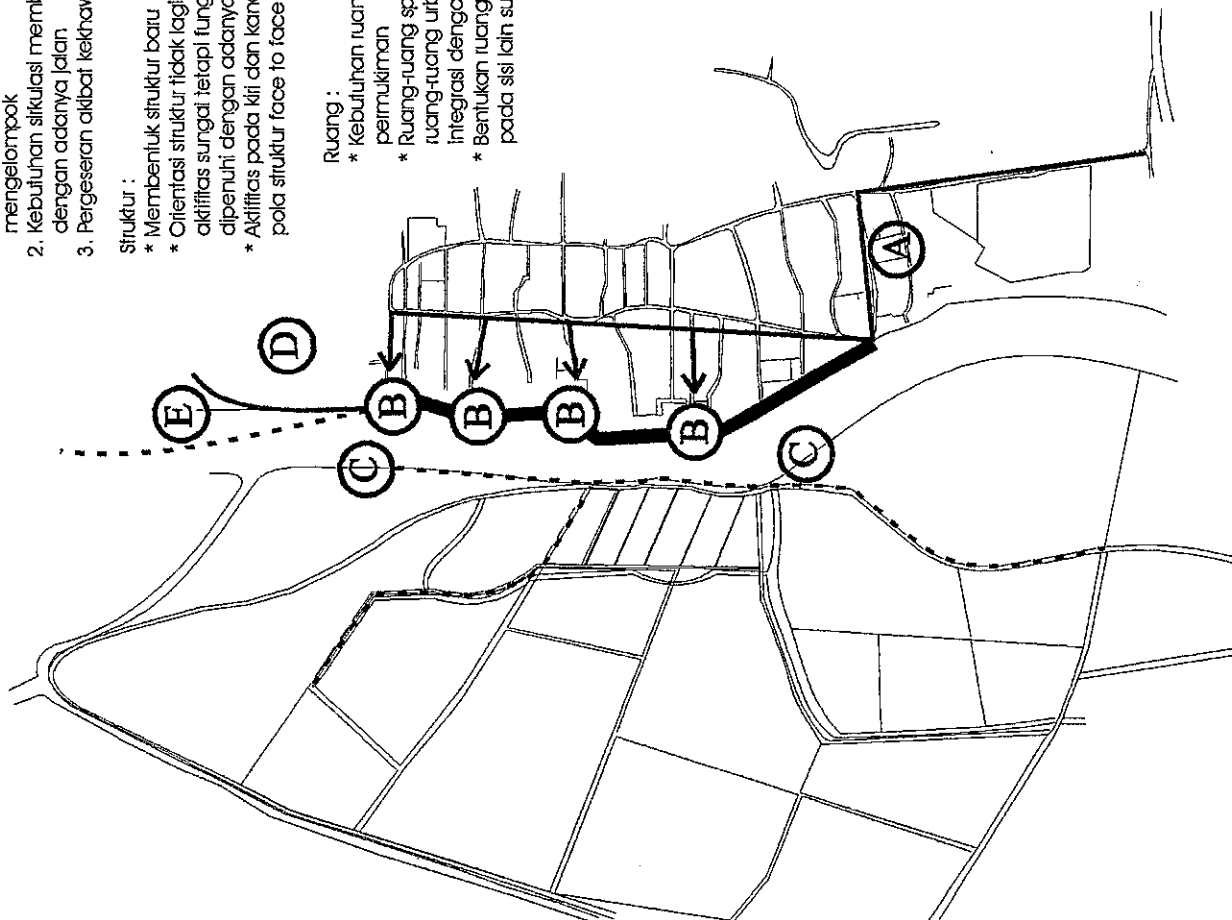 mengelompok
2. Kebutuhan sirkulasi memb
dengan adanya jalan
3. Pergeseran akibat kekhaw
Struktur :
* Membentuk struktur baru
* Orientasi struktur tidak lagi
aktifitas sungai tetapi fung
dipenuhi dengan adanya
* Aktifitas pada kiri dan kana
pola struktur face to face
Ruang :
* Kebutuhan ruan
permukiman
* Ruang-ruang sp
ruang-ruang urb
integrasi denga
* Bentukan ruang
pada sisi lain su
D
E
B
B
B
B
C
C
A